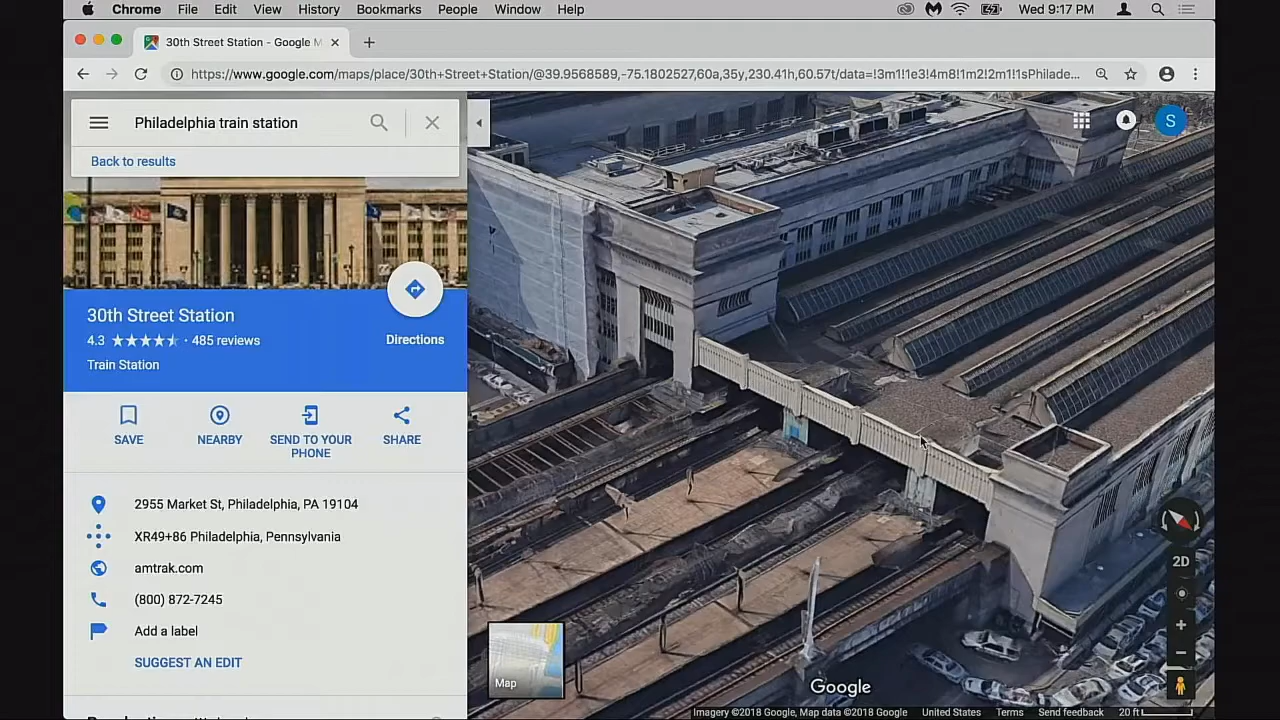 Chrome File Edit View History Bookmarks People Window Help Wed 9:17 PM
30th Street Station - Google M
https://www.google.com/maps/place/30th+Street+Station/@39.9568589,-75.1802527,60a,35y,230.41h,60.57t/data=!3m1!1e3!4m8!1m2!2m1!1sPhilade...
Philadelphia train station
S
Back to results
30th Street Station
4.3 485 reviews
Directions
Train Station
SAVE NEARBY SEND TO YOUR PHONE SHARE
2955 Market St, Philadelphia, PA 19104
XR49+86 Philadelphia, Pennsylvania
amtrak.com
2D
(800) 872-7245
Add a label
SUGGEST AN EDIT
Map
Google
Imagery ©2018 Google, Map data ©2018 Google United States Terms Send feedback 20 ft